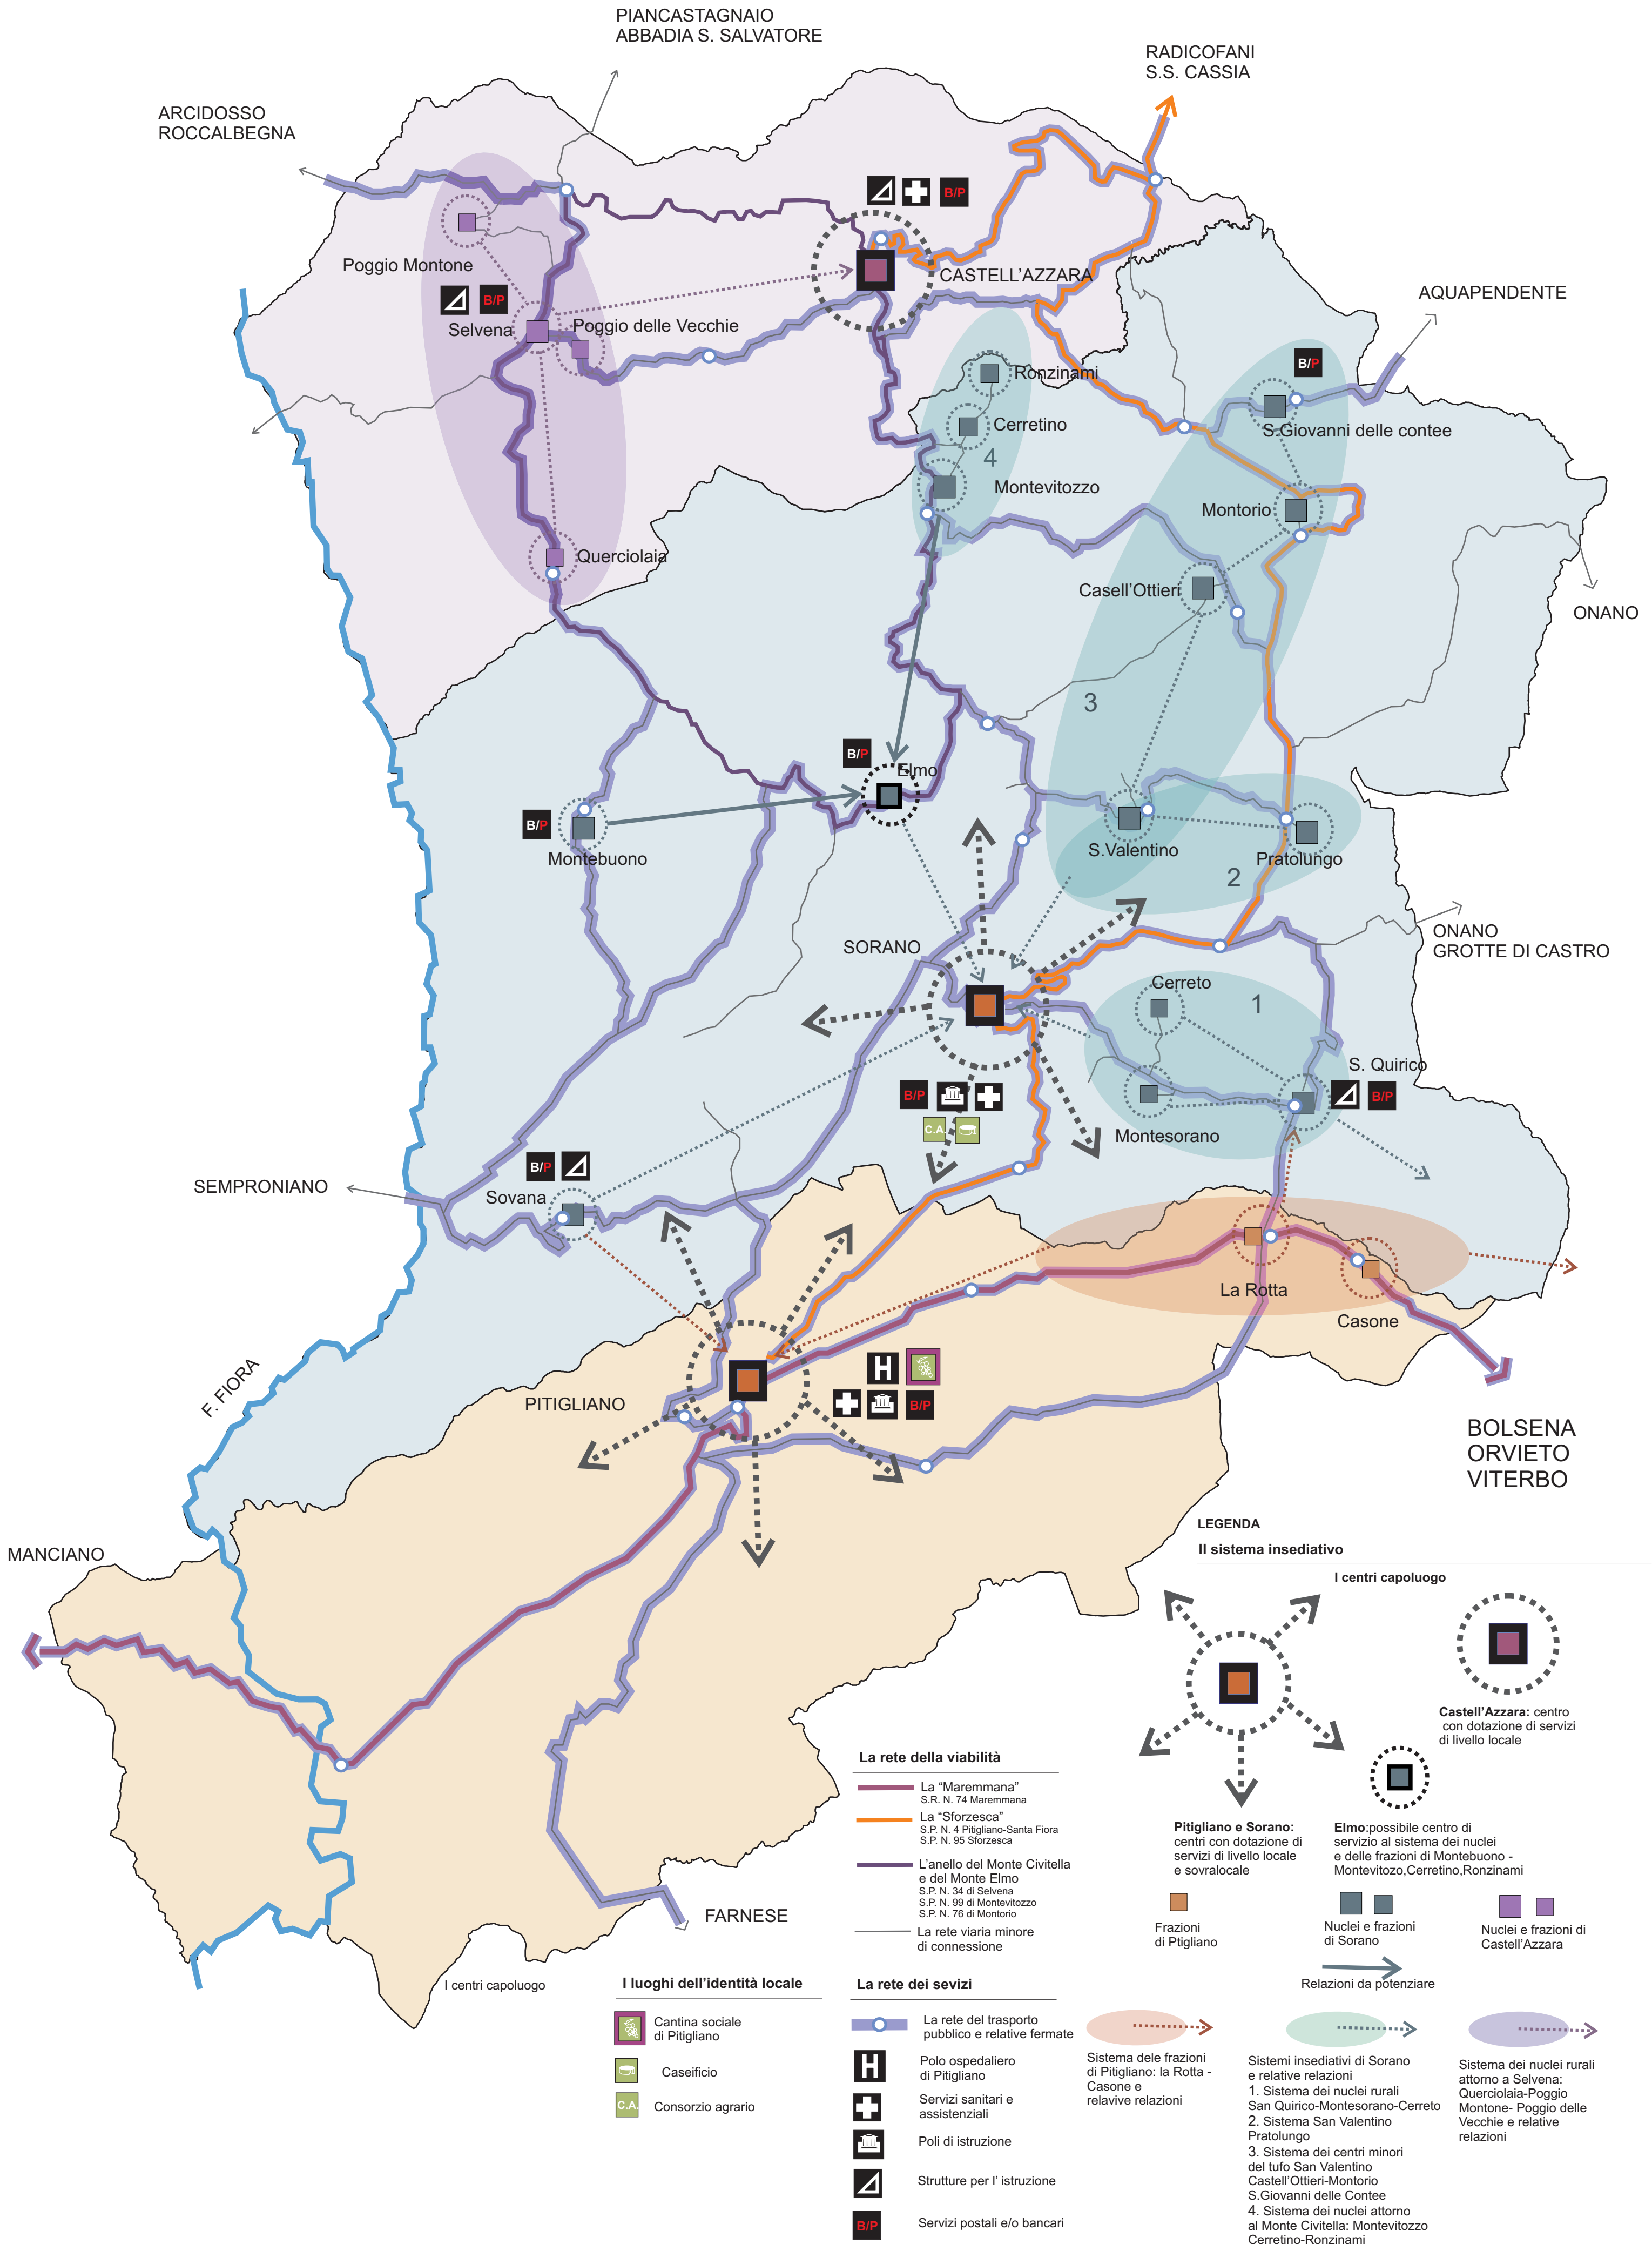 PIANCASTAGNAIO
ABBADIA S. SALVATORE
RADICOFANI
S.S. CASSIA
ARCIDOSSO
ROCCALBEGNA
B/P
Poggio Montone
CASTELL'AZZARA
AQUAPENDENTE
B/P
Selvena
Poggio delle Vecchie
B/P
Ronzinami
Cerretino
S.Giovanni delle contee
4
Montevitozzo
Montorio
Querciolaia
Casell'Ottieri
ONANO
3
B/P
Elmo
B/P
Montebuono
S.Valentino
Pratolungo
2
SORANO
ONANO
GROTTE DI CASTRO
Cerreto
1
S. Quirico
B/P
B/P
C.A.
Montesorano
B/P
SEMPRONIANO
Sovana
La Rotta
Casone
F. FIORA
PITIGLIANO
H
B/P
BOLSENA
ORVIETO
VITERBO
MANCIANO
FARNESE
I centri capoluogo
LEGENDA
Il sistema insediativo
I centri capoluogo
Castell'Azzara: centro
con dotazione di servizi
di livello locale
Pitigliano e Sorano:
centri con dotazione di
servizi di livello locale
e sovralocale
Elmo:possibile centro di
servizio al sistema dei nuclei
e delle frazioni di Montebuono -
Montevitozo,Cerretino,Ronzinami
Frazioni
di Ptigliano
Nuclei e frazioni
di Sorano
Nuclei e frazioni di
Castell'Azzara
Relazioni da potenziare
La rete della viabilità
La "Maremmana"
S.R. N. 74 Maremmana
La "Sforzesca"
S.P. N. 4 Pitigliano-Santa Fiora
S.P. N. 95 Sforzesca
L'anello del Monte Civitella
e del Monte Elmo
S.P. N. 34 di Selvena
S.P. N. 99 di Montevitozzo
S.P. N. 76 di Montorio
La rete viaria minore
di connessione
I luoghi dell'identità locale
Cantina sociale
di Pitigliano
Caseificio
C.A.
Consorzio agrario
La rete dei sevizi
La rete del trasporto
pubblico e relative fermate
H
Polo ospedaliero
di Pitigliano
Servizi sanitari e
assistenziali
Poli di istruzione
Strutture per l' istruzione
B/P
Servizi postali e/o bancari
Sistema dele frazioni
di Pitigliano: la Rotta -
Casone e
relavive relazioni
Sistemi insediativi di Sorano
e relative relazioni
1. Sistema dei nuclei rurali
San Quirico-Montesorano-Cerreto
2. Sistema San Valentino
Pratolungo
3. Sistema dei centri minori
del tufo San Valentino
Castell'Ottieri-Montorio
S.Giovanni delle Contee
4. Sistema dei nuclei attorno
al Monte Civitella: Montevitozzo
Cerretino-Ronzinami
Sistema dei nuclei rurali
attorno a Selvena:
Querciolaia-Poggio
Montone- Poggio delle
Vecchie e relative
relazioni